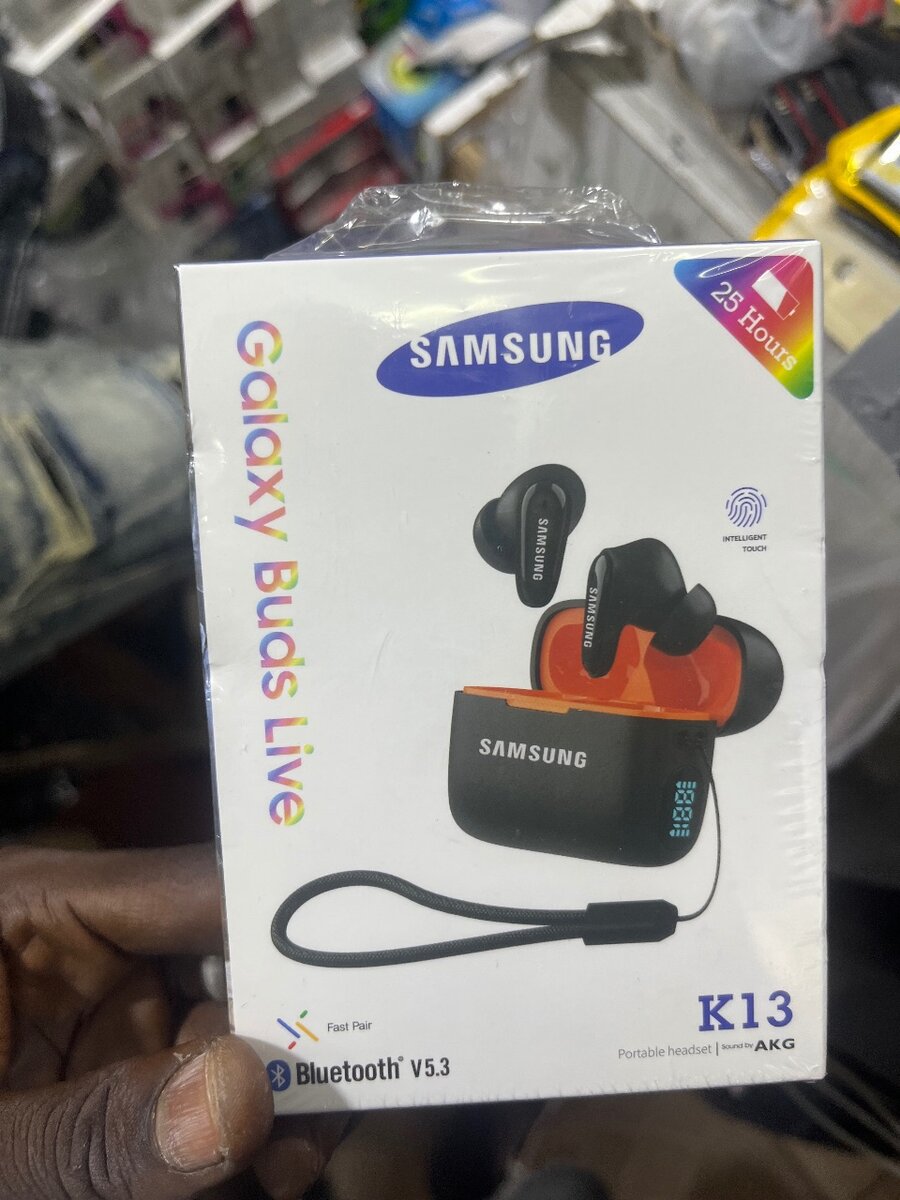 SAMSUNG
25 Hours
Galaxy Buds Live
INTELLIGENT
TOUCH
SAMSUNG
SAMSUNG
SAMSUNG
188
K13
Portable headset | Sound by AKG
Fast Pair
Bluetooth® V5.3